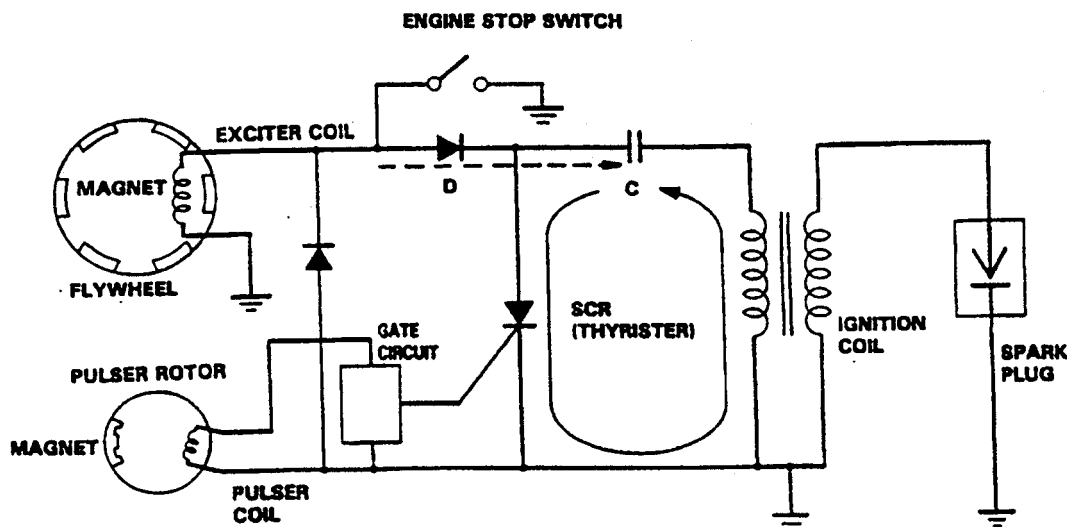 ENGINE STOP SWITCH
EXCITER COIL
MAGNET
D
C
FLYWHEEL
SCR
(THYRISTER)
GATE
CIRCUIT
IGNITION
COIL
SPARK
PLUG
PULSER ROTOR
MAGNET
PULSER
COIL